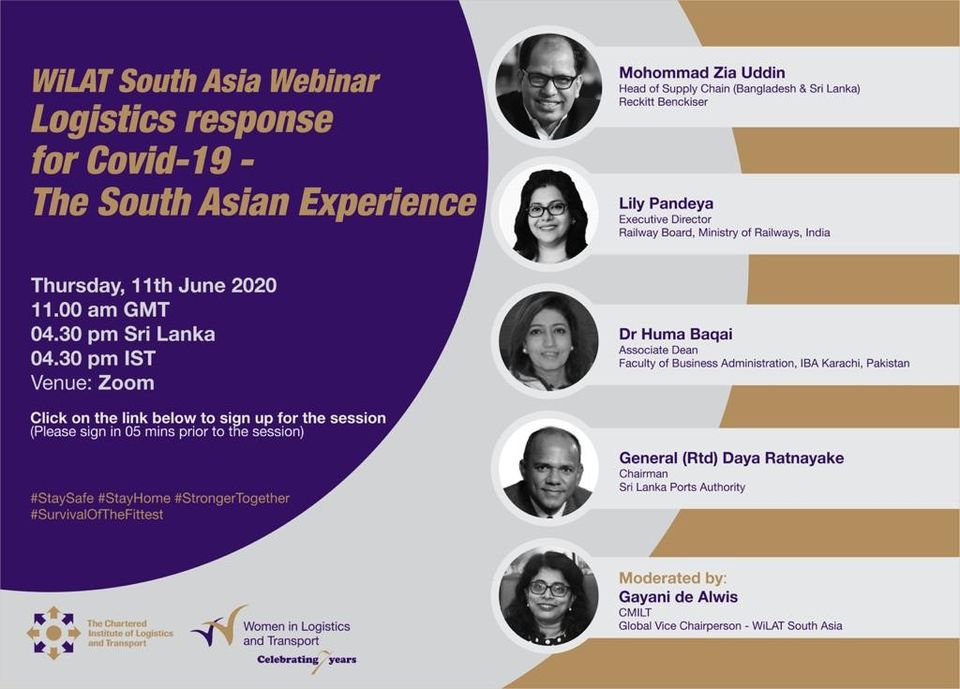 WiLAT South Asia Webinar
Logistics response
for Covid-19 -
The South Asian Experience
Thursday, 11th June 2020
11.00 am GMT
04.30 pm Sri Lanka
04.30 pm IST
Venue: Zoom
Click on the link below to sign up for the session
(Please sign in 05 mins prior to the session)
#StaySafe #StayHome #StrongerTogether
#SurvivalOfTheFittest
The Chartered
Institute of Logistics
and Transport
Women in Logistics
and Transport
Celebrating 7 years
Mohommad Zia Uddin
Head of Supply Chain (Bangladesh & Sri Lanka)
Reckitt Benckiser
Lily Pandeya
Executive Director
Railway Board, Ministry of Railways, India
Dr Huma Baqai
Associate Dean
Faculty of Business Administration, IBA Karachi, Pakistan
General (Rtd) Daya Ratnayake
Chairman
Sri Lanka Ports Authority
Moderated by:
Gayani de Alwis
CMILT
Global Vice Chairperson - WiLAT South Asia